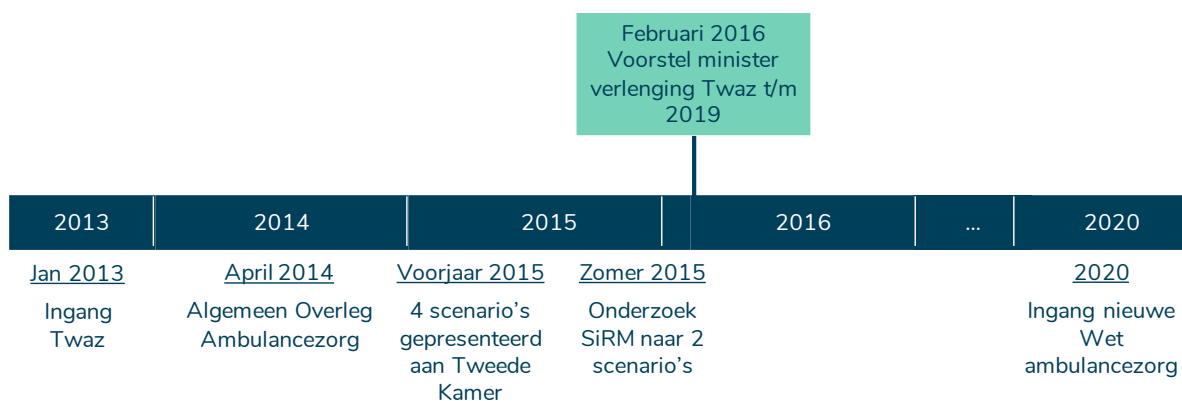 Februari 2016
Voorstel minister
verlenging Twaz t/m
2019
2013
2014
2015
2016
...
2020
Jan 2013
Ingang
Twaz
April 2014
Algemeen Overleg
Ambulancezorg
Voorjaar 2015
4 scenario’s
gepresenteerd
aan Tweede
Kamer
Zomer 2015
Onderzoek
SiRM naar 2
scenario’s
2020
Ingang nieuwe
Wet
ambulancezorg